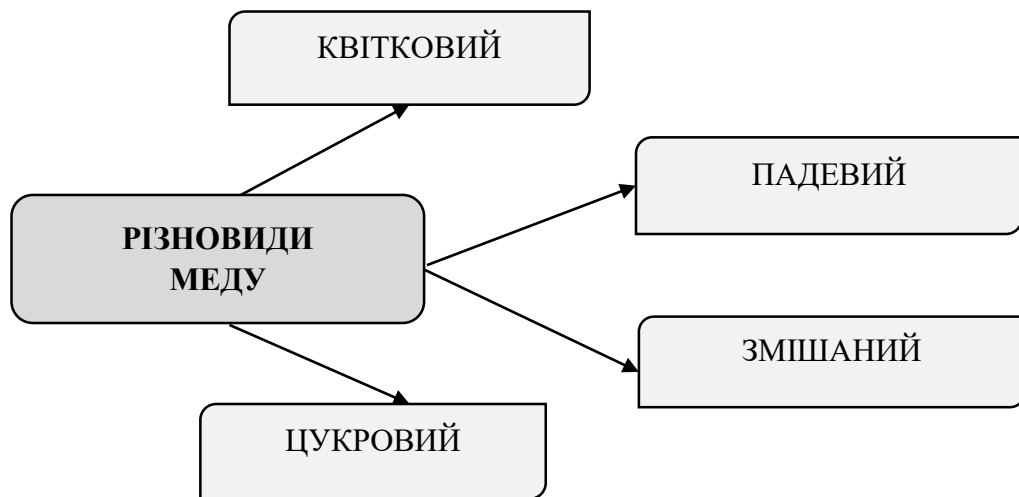 КВІТКОВИЙ
ПАДЕВИЙ
РІЗНОВИДИ
МЕДУ
ЗМІШАНИЙ
ЦУКРОВИЙ